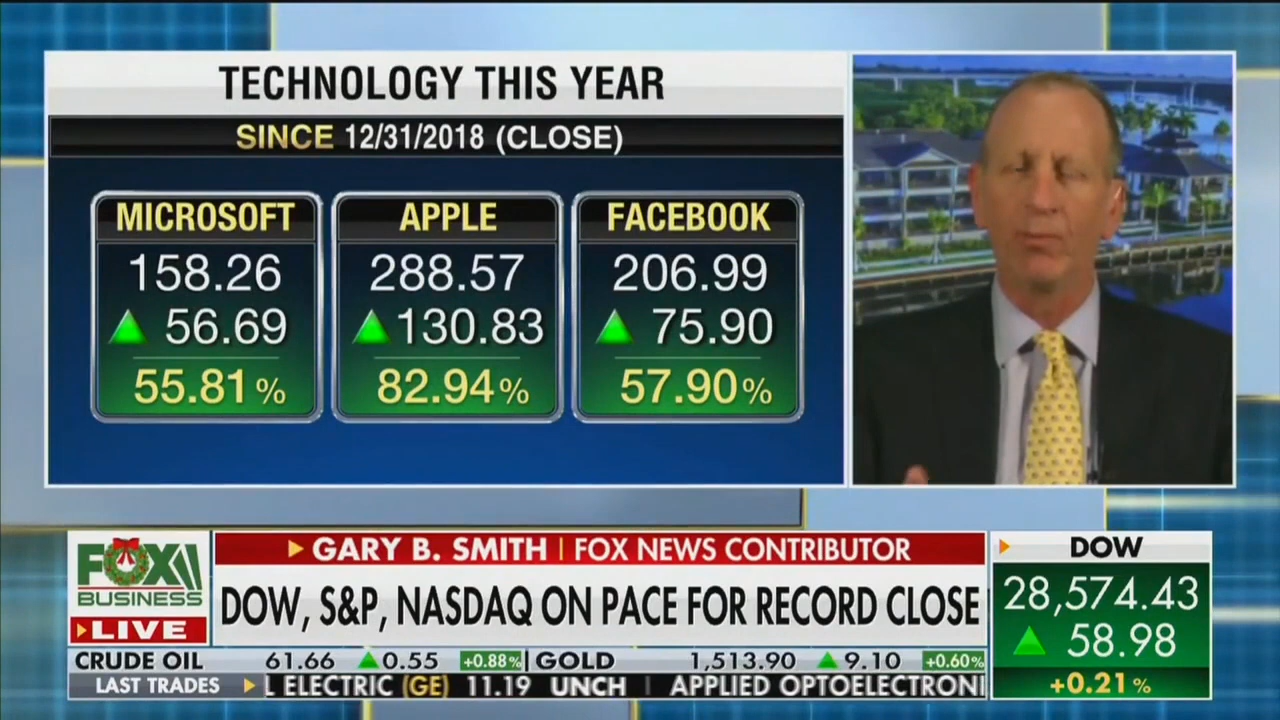 TECHNOLOGY THIS YEAR
SINCE 12/31/2018 (CLOSE)
MICROSOFT
158.26
56.69
55.81%
APPLE
288.57
130.83
82.94%
FACEBOOK
206.99
75.90
57.90%
FOX
BUSINESS
LIVE
GARY B. SMITH | FOX NEWS CONTRIBUTOR
DOW, S&P, NASDAQ ON PACE FOR RECORD CLOSE
DOW
28,574.43
58.98
+0.21%
CRUDE OIL 61.66 0.55 +0.88% GOLD 1,513.90 9.10 +0.60%
LAST TRADES L ELECTRIC (GE) 11.19 UNCH APPLIED OPTOELECTRONI